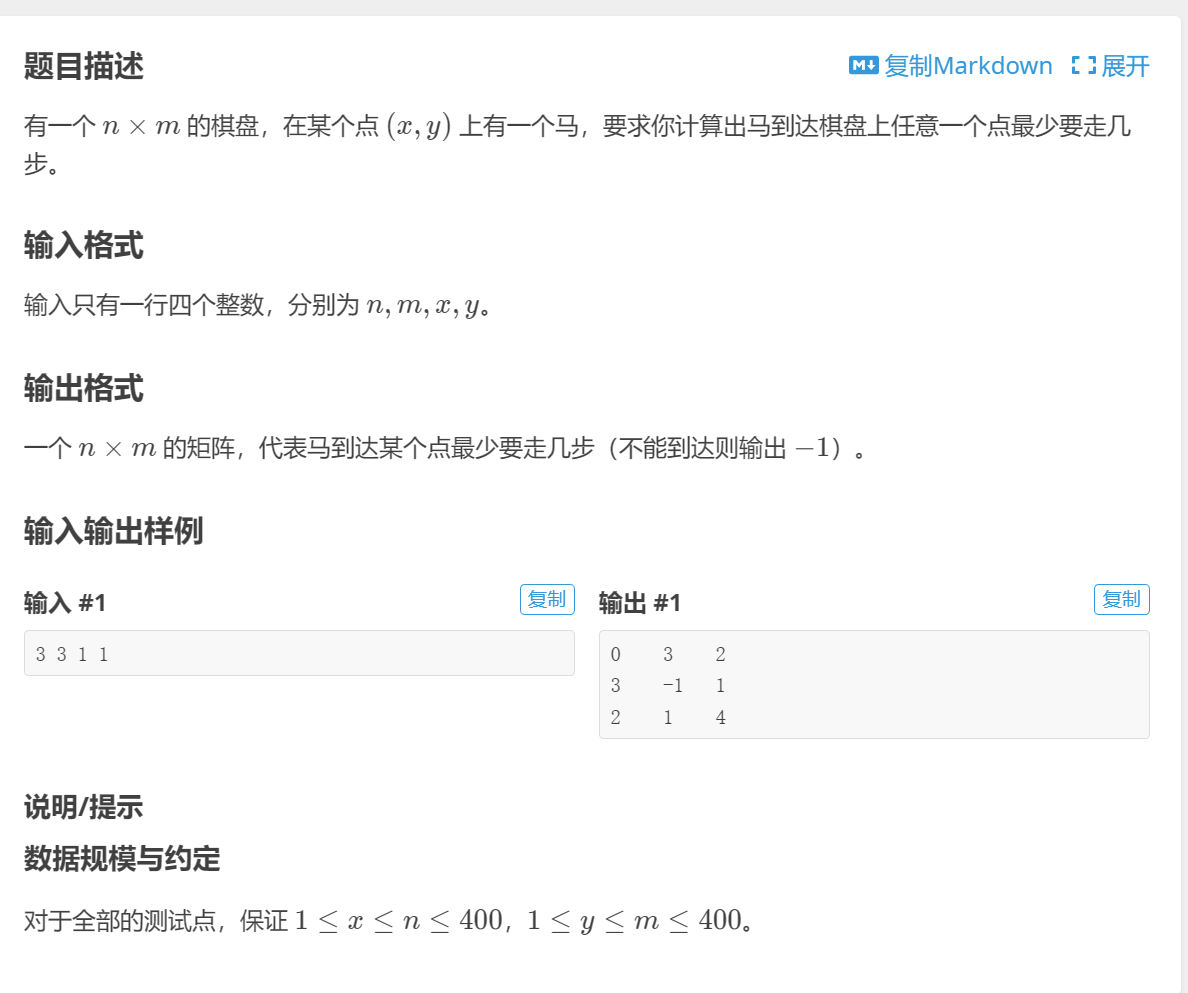 题目描述
复制Markdown 展开
有一个 n × m 的棋盘，在某个点 (x, y) 上有一个马，要求你计算出马到达棋盘上任意一个点最少要走几
步。
输入格式
输入只有一行四个整数，分别为 n, m, x, y。
输出格式
一个 n × m 的矩阵，代表马到达某个点最少要走几步（不能到达则输出 −1）。
输入输出样例
输入 #1 复制
3 3 1 1
输出 #1 复制
0 3 2
3 -1 1
2 1 4
说明/提示
数据规模与约定
对于全部的测试点，保证 1 ≤ x ≤ n ≤ 400，1 ≤ y ≤ m ≤ 400。